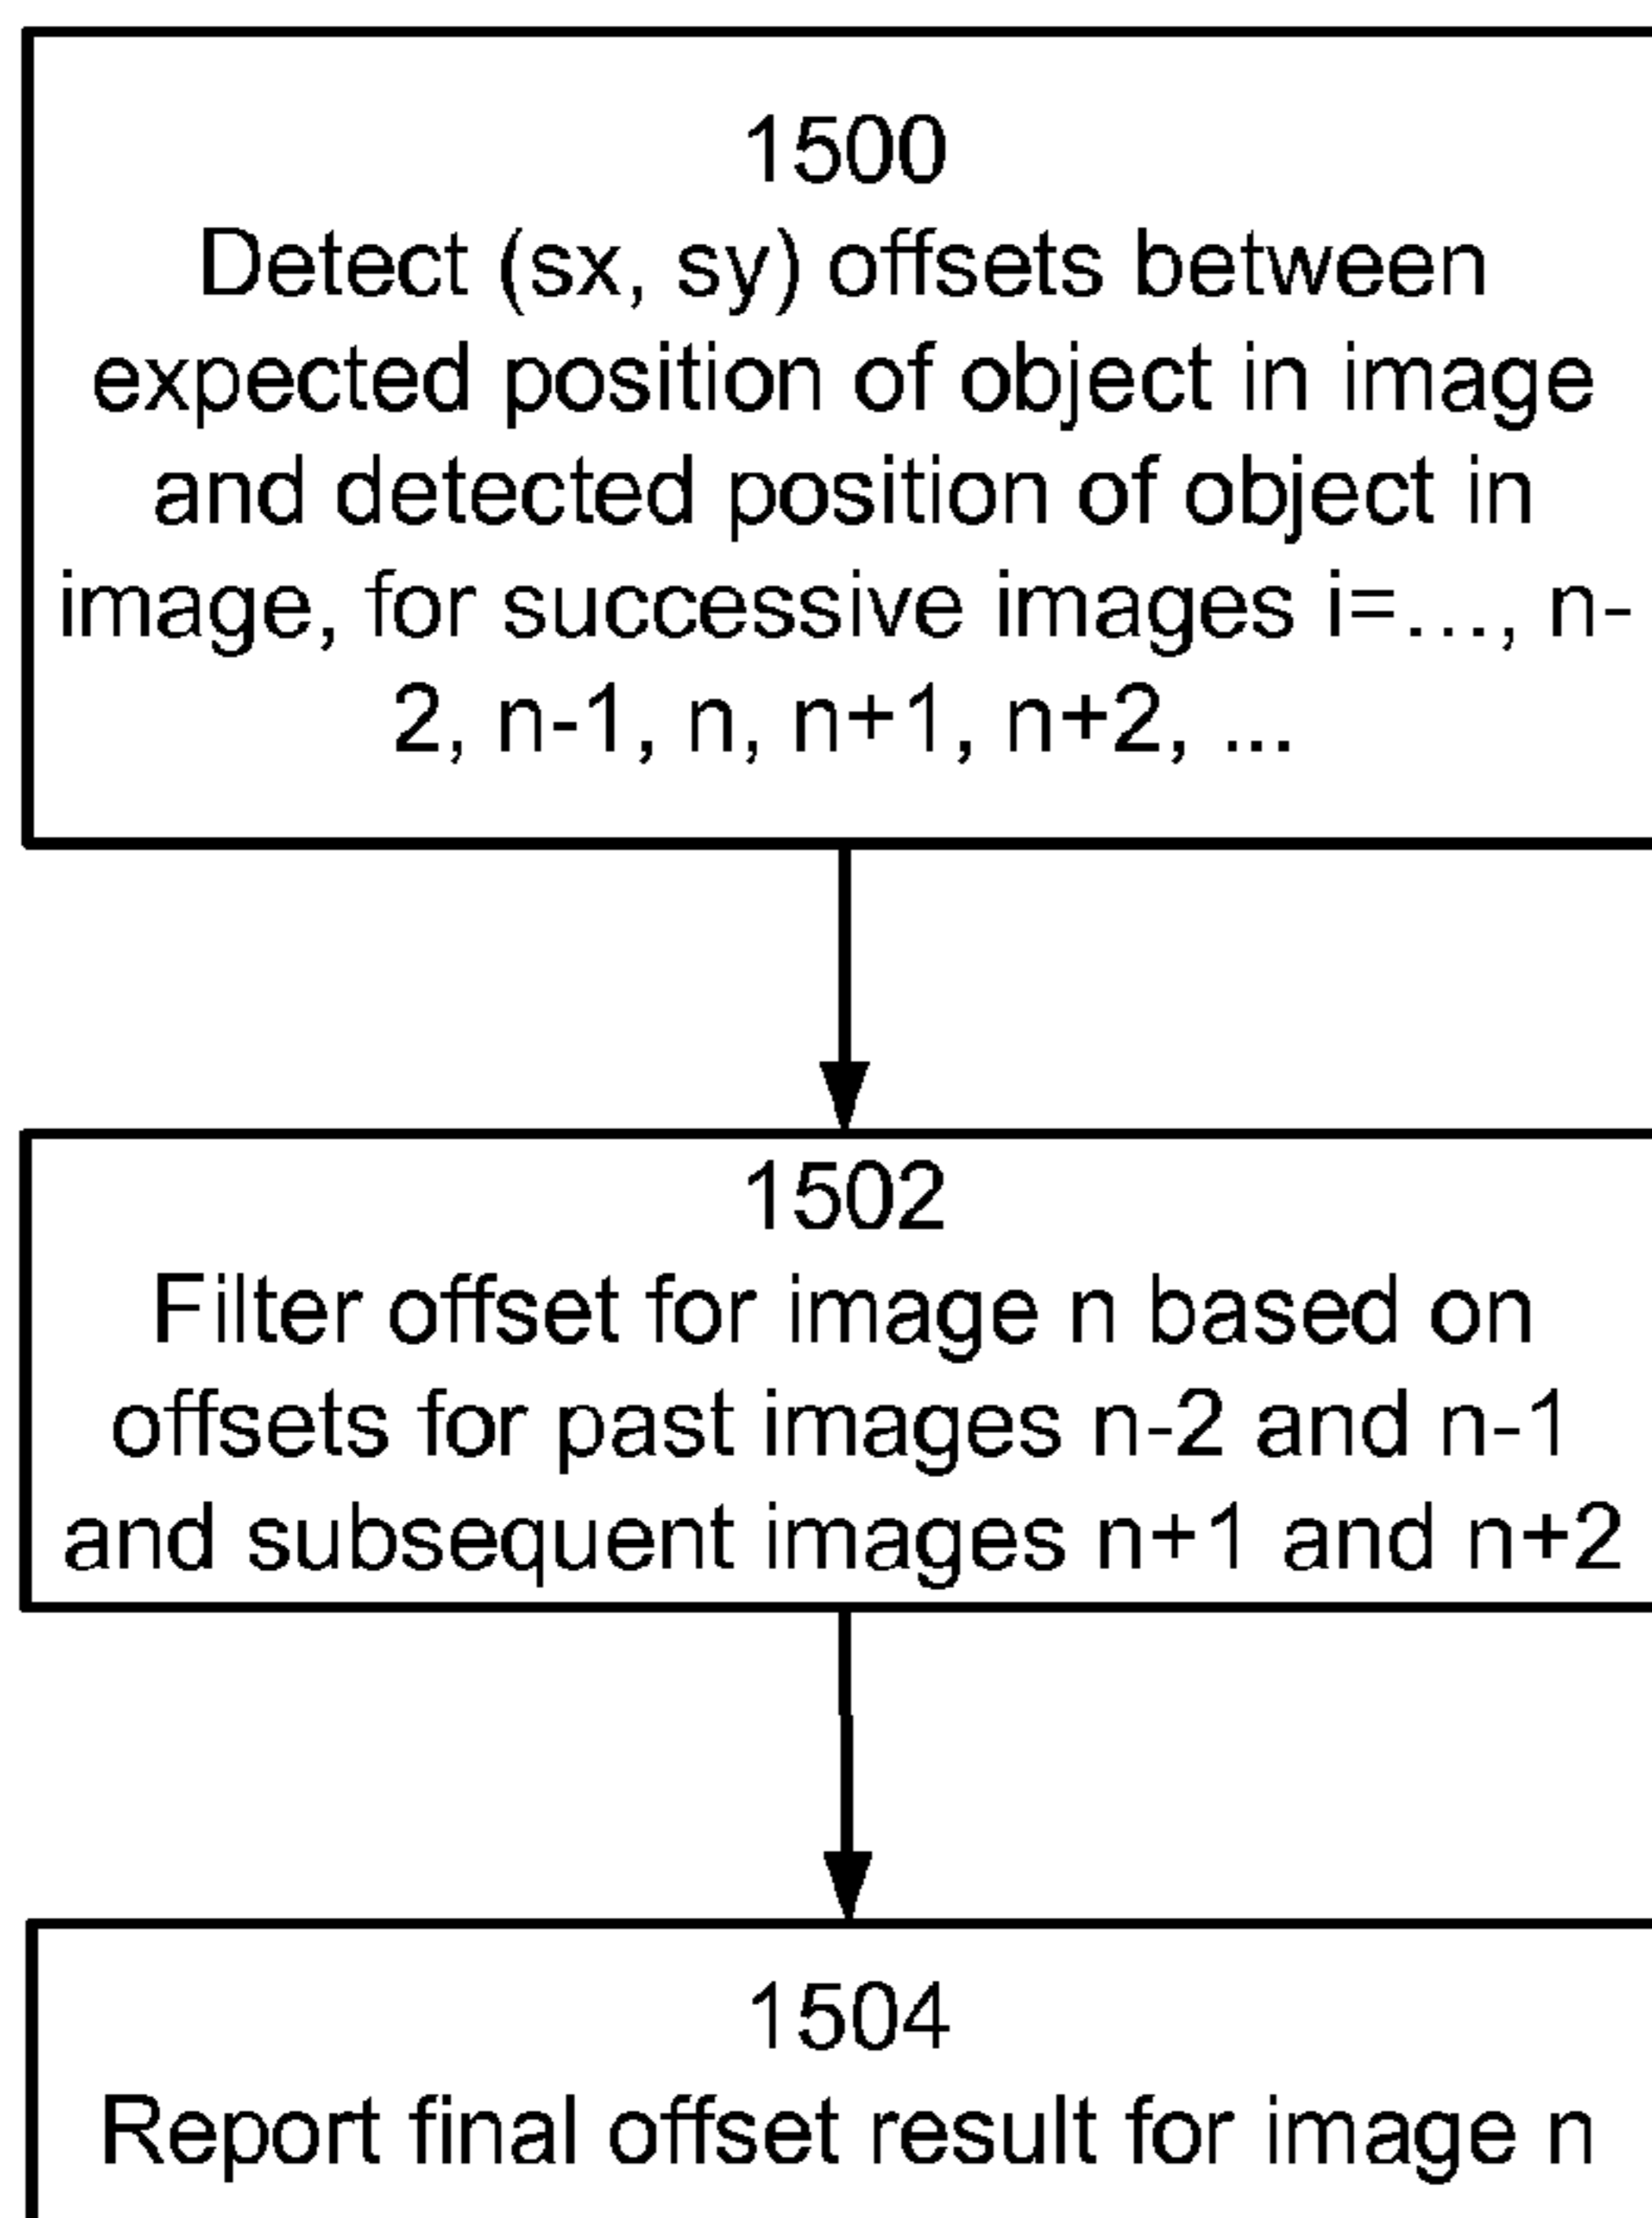 1500
Detect (sx, sy) offsets between
expected position of object in image
and detected position of object in
image, for successive images i=..., n-
2, n-1, n, n+1, n+2, ...
1502
Filter offset for image n based on
offsets for past images n-2 and n-1
and subsequent images n+1 and n+2
1504
Report final offset result for image n